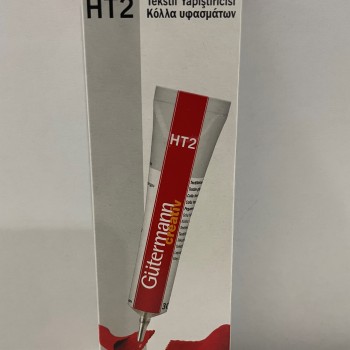 HT2
Tekstil Yapıştırıcısı
Κόλλα υφασμάτων
HT2
Gütermann
creativ